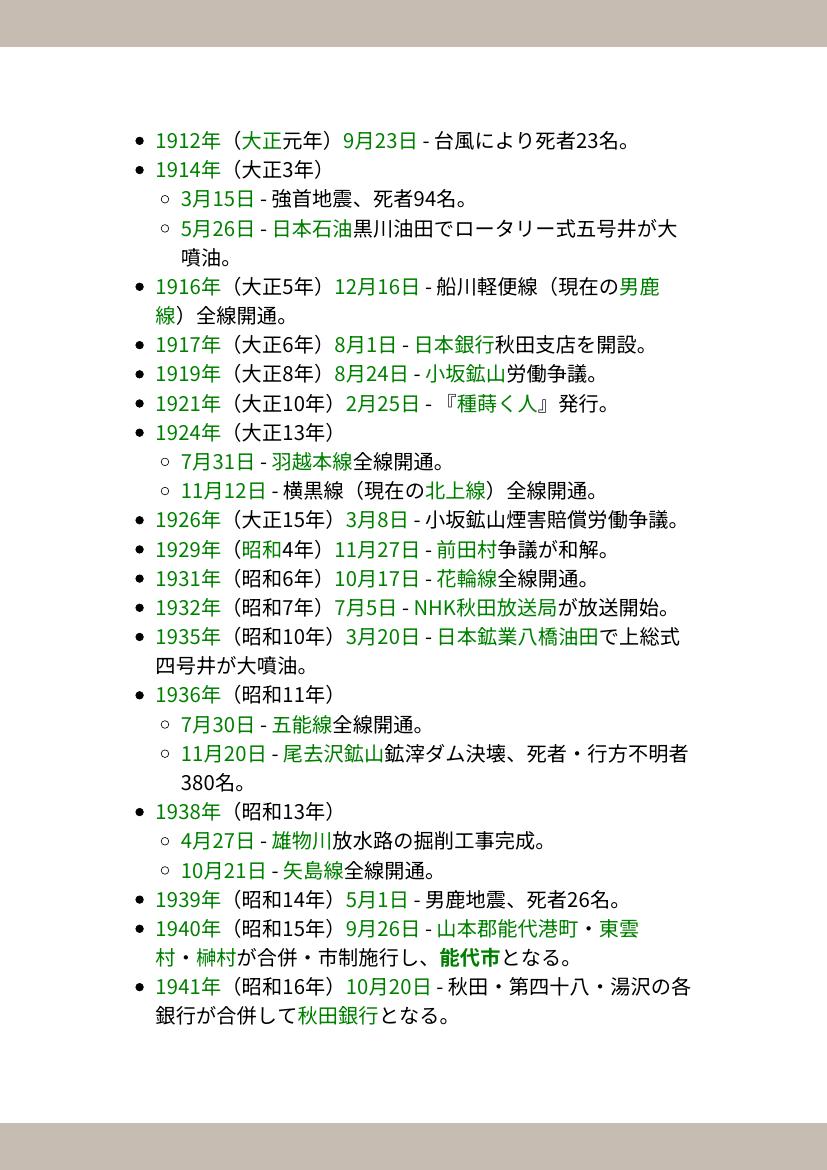 • 1912年（大正元年）9月23日 - 台風により死者23名。
• 1914年（大正3年）
○ 3月15日 - 強首地震、死者94名。
○ 5月26日 - 日本石油黒川油田でロータリー式五号井が大
噴油。
• 1916年（大正5年）12月16日 - 船川軽便線（現在の男鹿
線）全線開通。
• 1917年（大正6年）8月1日 - 日本銀行秋田支店を開設。
• 1919年（大正8年）8月24日 - 小坂鉱山労働争議。
• 1921年（大正10年）2月25日 - 『種蒔く人』発行。
• 1924年（大正13年）
○ 7月31日 - 羽越本線全線開通。
○ 11月12日 - 横黒線（現在の北上線）全線開通。
• 1926年（大正15年）3月8日 - 小坂鉱山煙害賠償労働争議。
• 1929年（昭和4年）11月27日 - 前田村争議が和解。
• 1931年（昭和6年）10月17日 - 花輪線全線開通。
• 1932年（昭和7年）7月5日 - NHK秋田放送局が放送開始。
• 1935年（昭和10年）3月20日 - 日本鉱業八橋油田で上総式
四号井が大噴油。
• 1936年（昭和11年）
○ 7月30日 - 五能線全線開通。
○ 11月20日 - 尾去沢鉱山鉱滓ダム決壊、死者・行方不明者
380名。
• 1938年（昭和13年）
○ 4月27日 - 雄物川放水路の掘削工事完成。
○ 10月21日 - 矢島線全線開通。
• 1939年（昭和14年）5月1日 - 男鹿地震、死者26名。
• 1940年（昭和15年）9月26日 - 山本郡能代港町・東雲
村・榊村が合併・市制施行し、能代市となる。
• 1941年（昭和16年）10月20日 - 秋田・第四十八・湯沢の各
銀行が合併して秋田銀行となる。